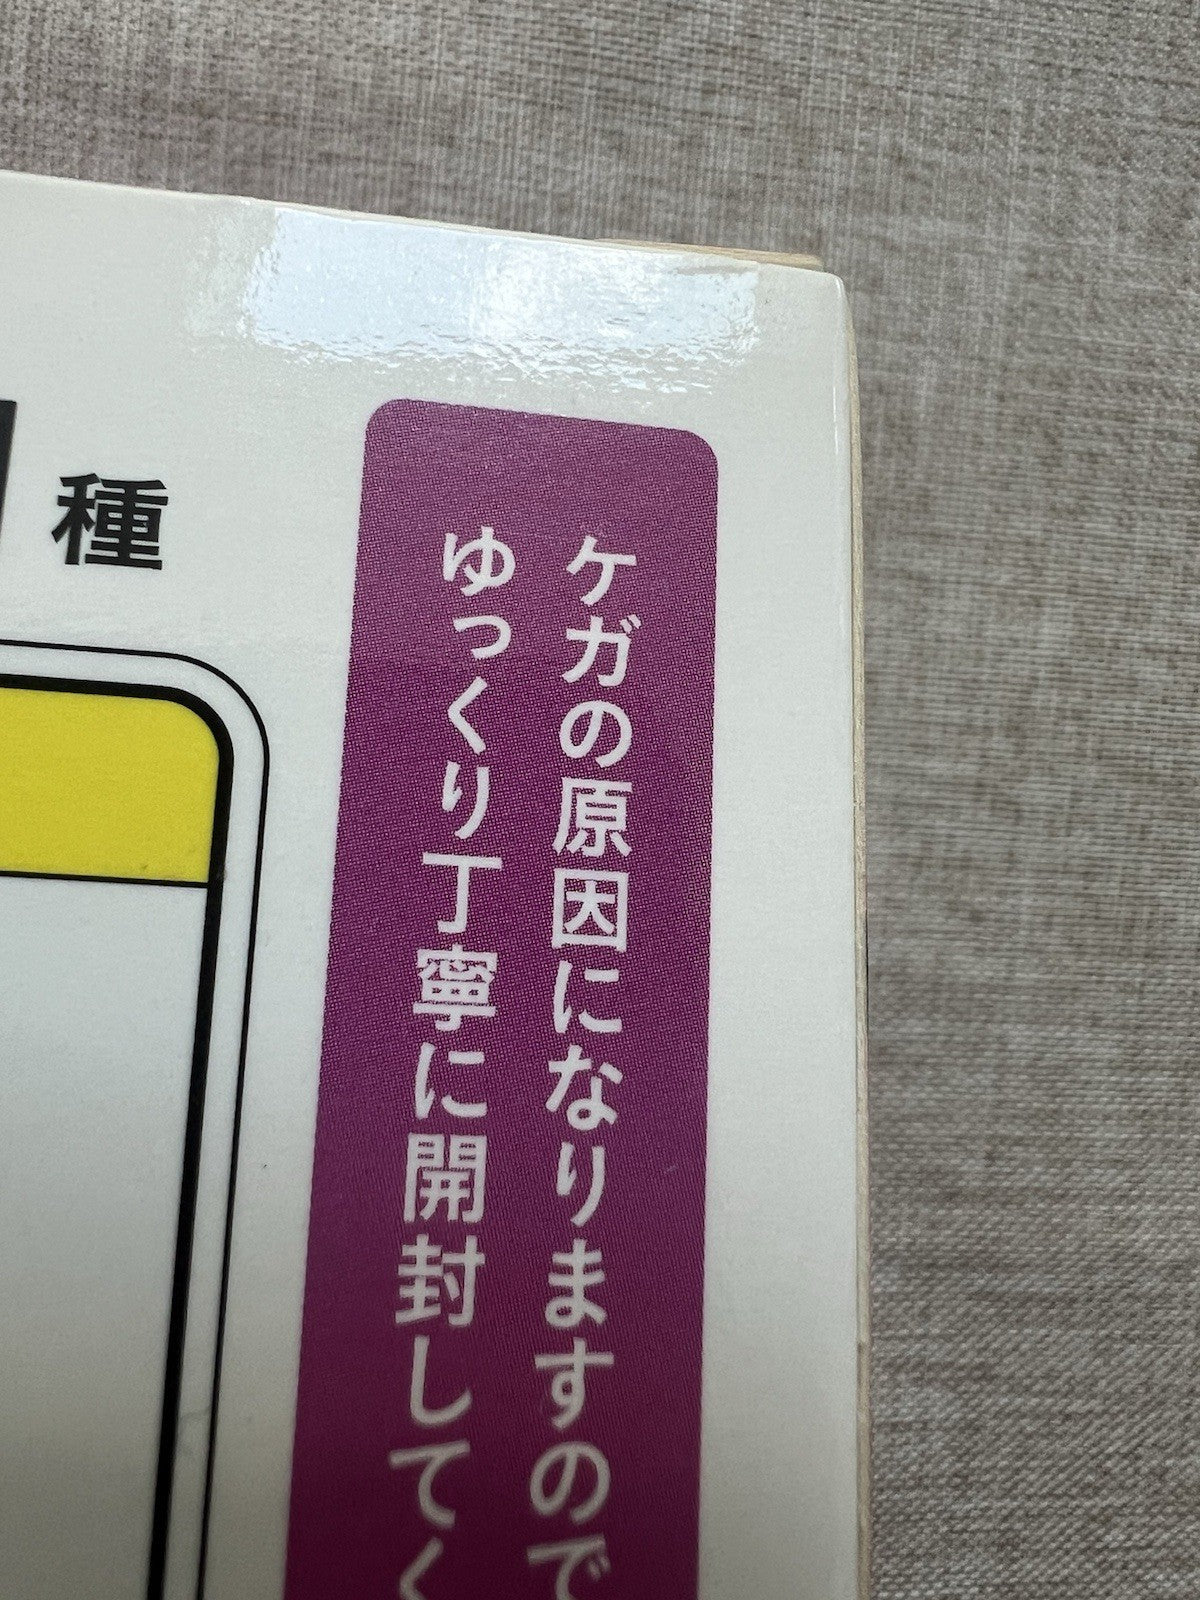 ケガの原因になりますので
ゆっくり丁寧に開封してく
種